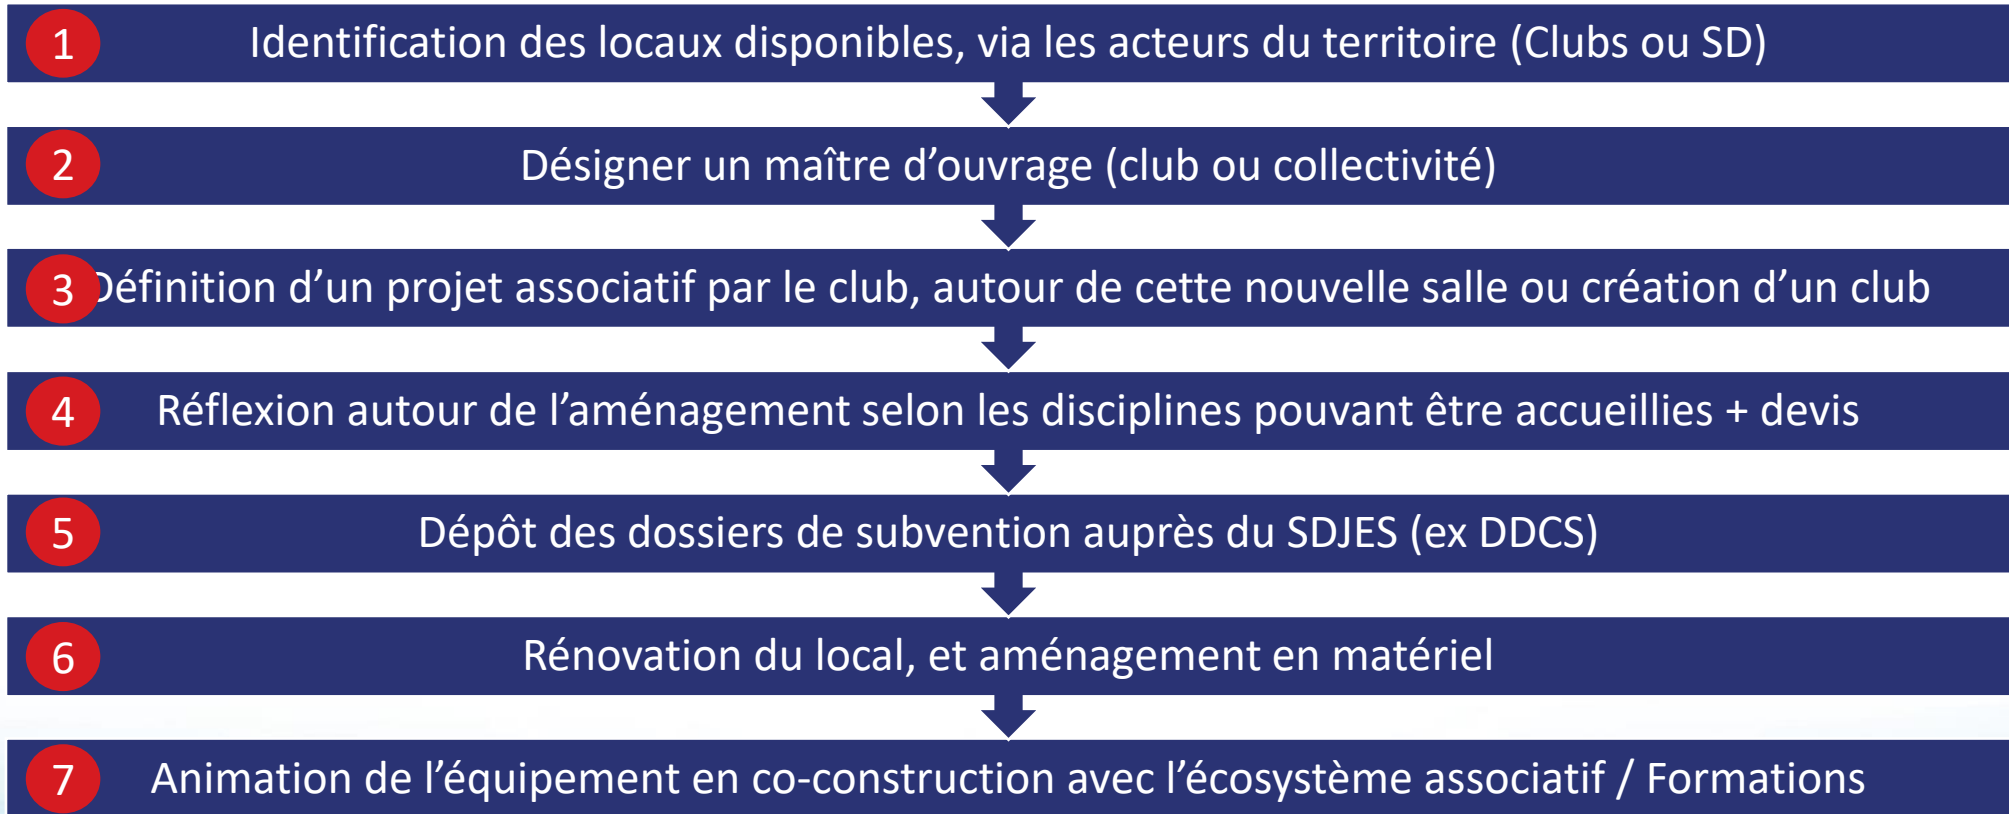 1 Identification des locaux disponibles, via les acteurs du territoire (Clubs ou SD)
2 Désigner un maître d’ouvrage (club ou collectivité)
3 Définition d’un projet associatif par le club, autour de cette nouvelle salle ou création d’un club
4 Réflexion autour de l’aménagement selon les disciplines pouvant être accueillies + devis
5 Dépôt des dossiers de subvention auprès du SDJES (ex DDCS)
6 Rénovation du local, et aménagement en matériel
7 Animation de l’équipement en co-construction avec l’écosystème associatif / Formations